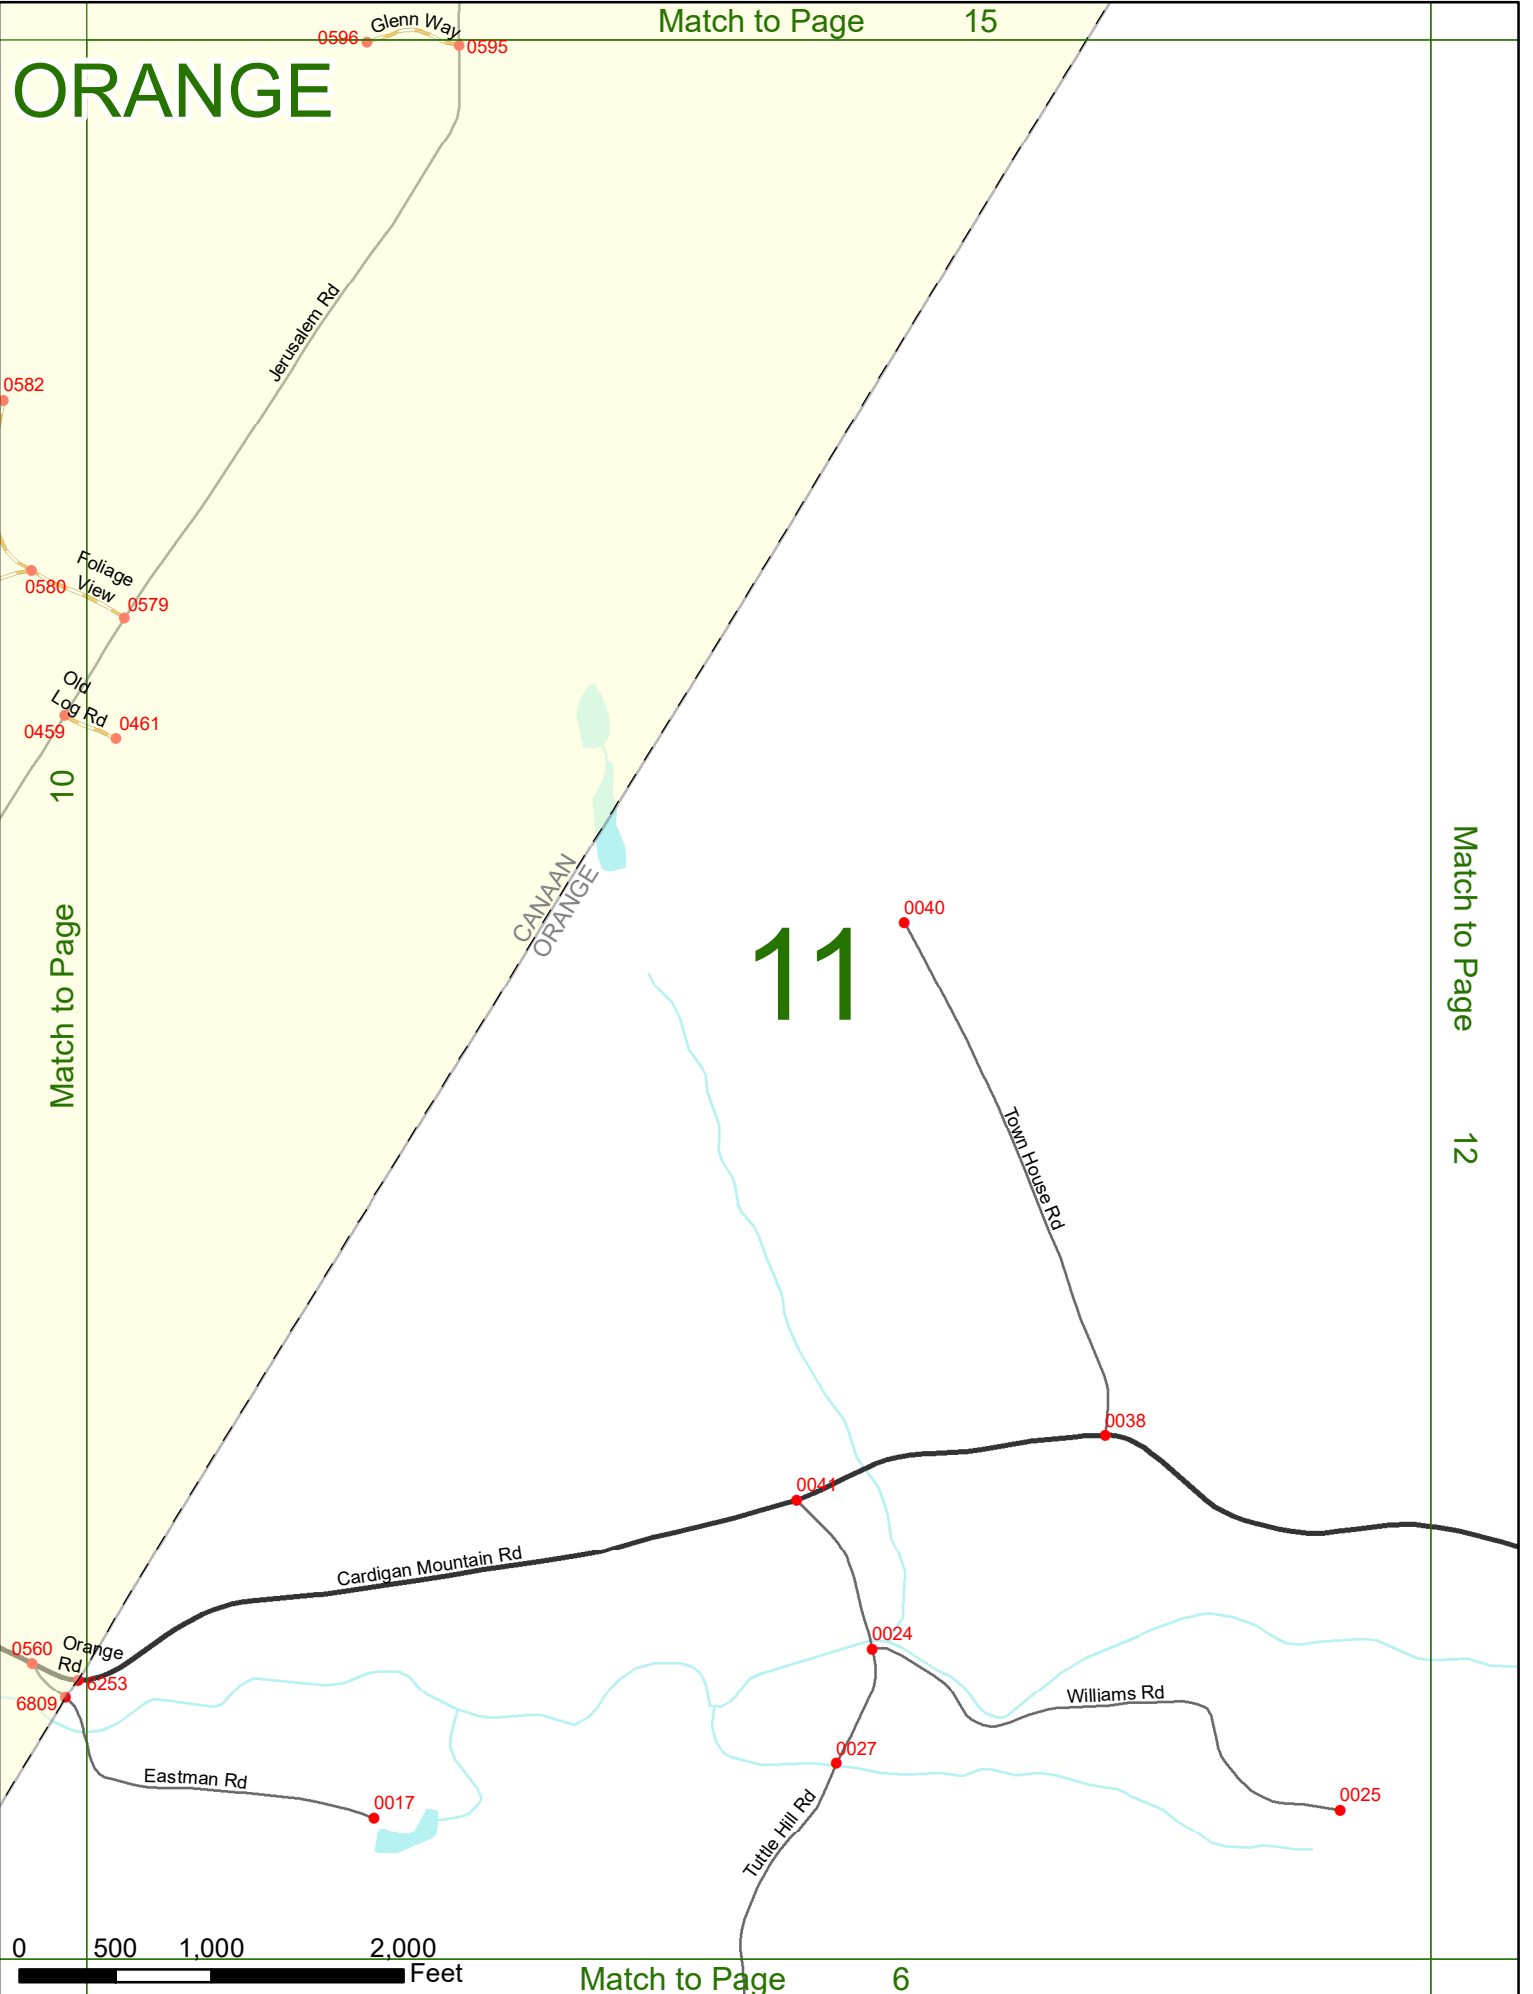 Match to Page 15
Glenn Way
0596
0595
ORANGE
Jerusalem Rd
0582
Foliage
View
0580
0579
Old
Log Rd
0459
0461
Match to Page 10
CANAAN
ORANGE
11
0040
Match to Page 12
Town House Rd
0038
0041
Cardigan Mountain Rd
0024
Orange
Rd
0560
6253
6809
Williams Rd
0027
Eastman Rd
0017
0025
Tuttle Hill Rd
0 500 1,000 2,000
Feet
Match to Page 6